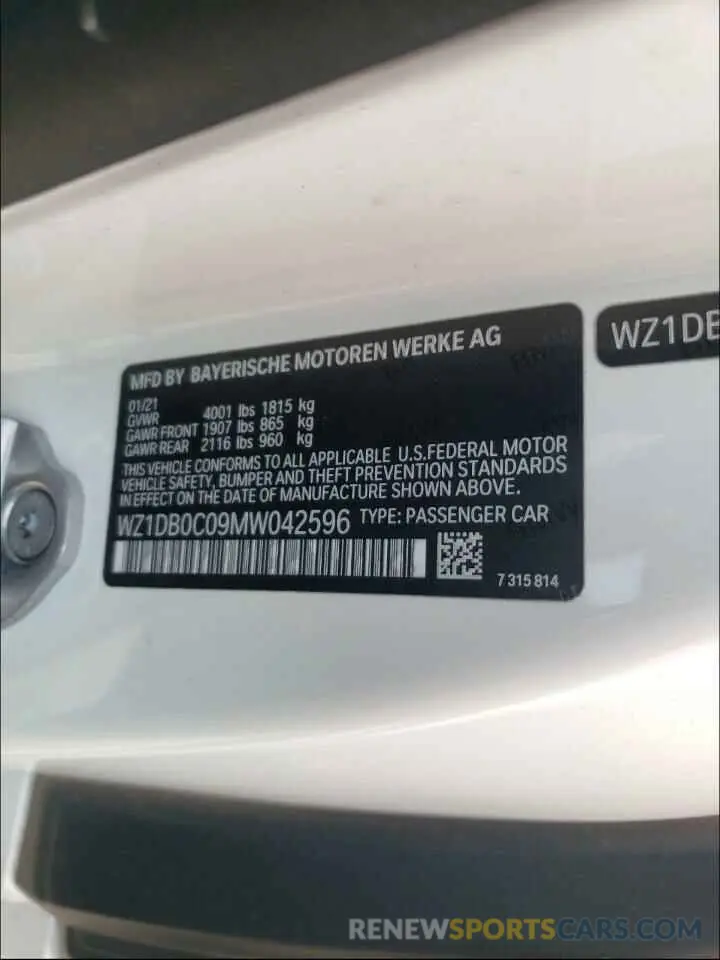 MFD BY BAYERISCHE MOTOREN WERKE AG
01/21
GVWR 4001 lbs 1815 kg
GAWR FRONT 1907 lbs 865 kg
GAWR REAR 2116 lbs 960 kg
THIS VEHICLE CONFORMS TO ALL APPLICABLE U.S.FEDERAL MOTOR
VEHICLE SAFETY, BUMPER AND THEFT PREVENTION STANDARDS
IN EFFECT ON THE DATE OF MANUFACTURE SHOWN ABOVE.
WZ1DB0C09MW042596 TYPE: PASSENGER CAR
7 315 814
WZ1DB
RENEWSPORTSCARS.COM